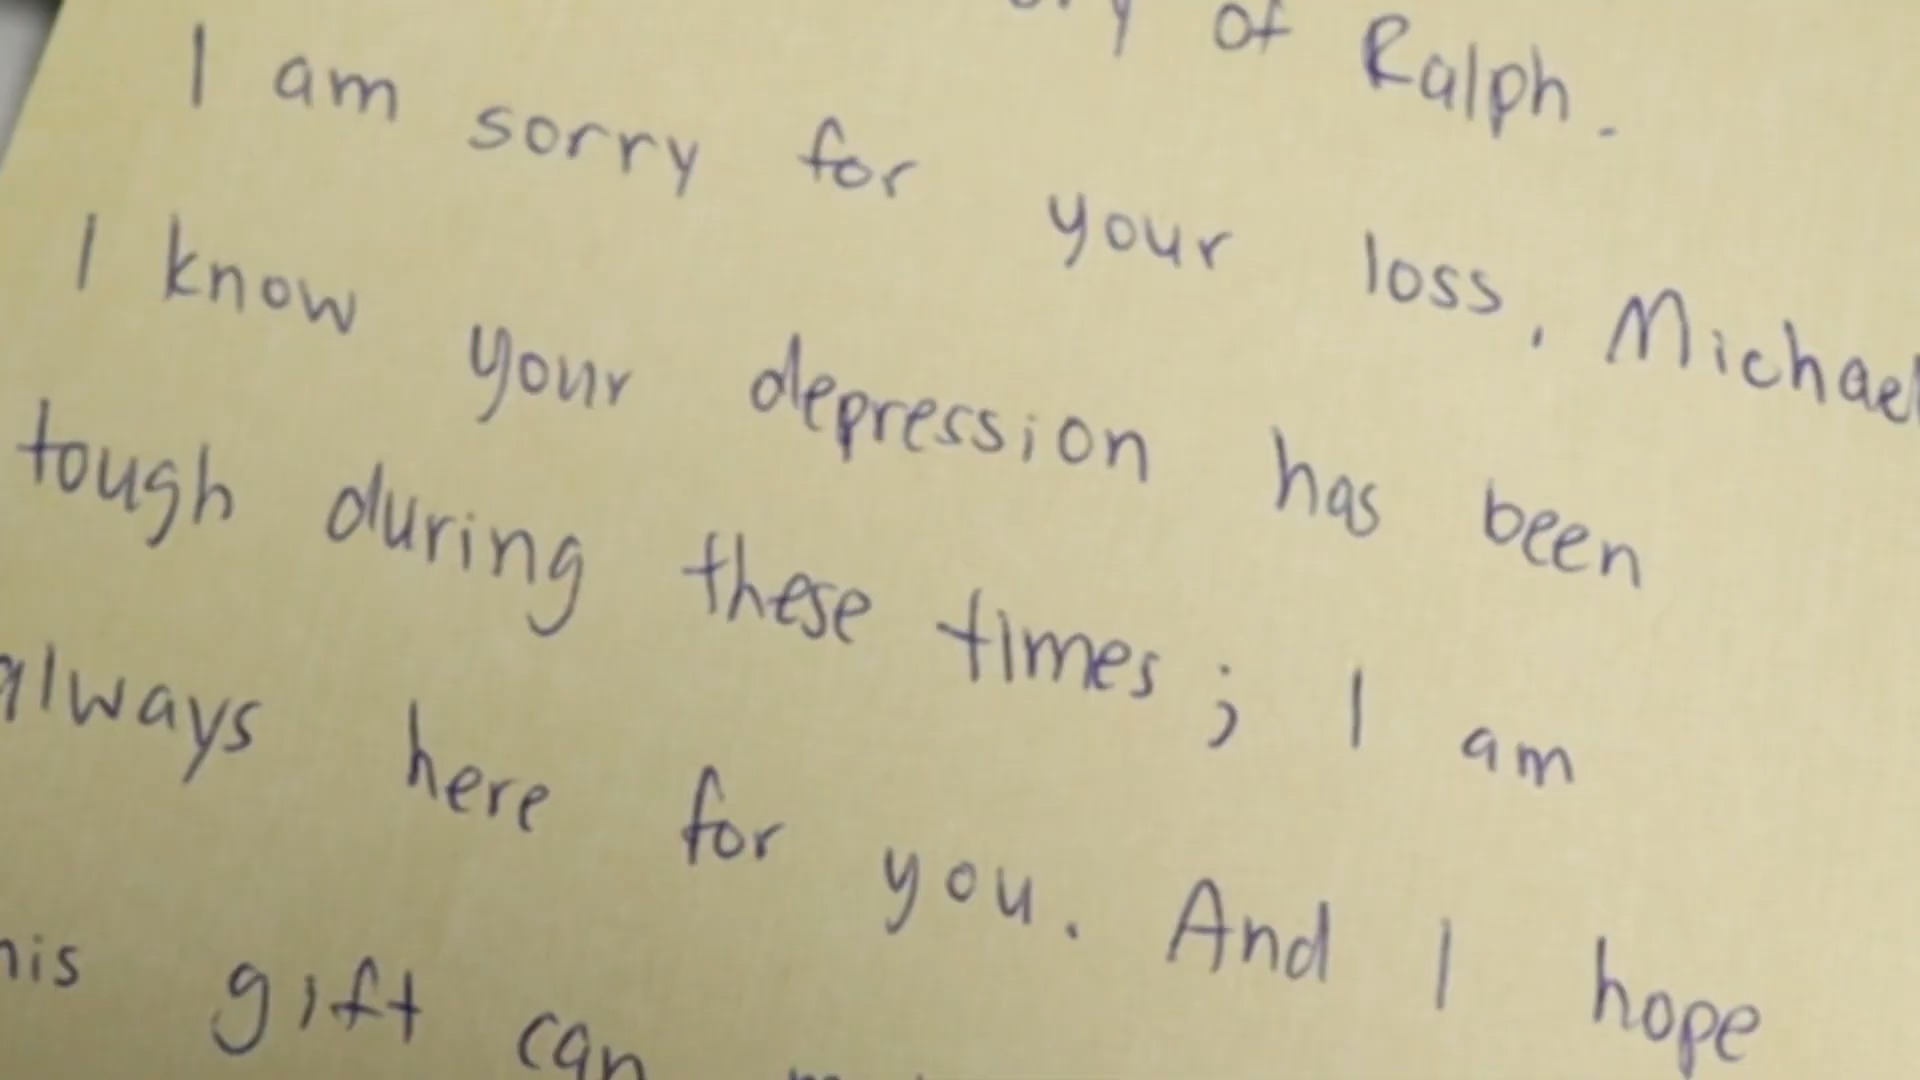 of Ralph.
I am sorry for your loss, Michael
I know your depression has been
tough during these times; I am
always here for you. And I hope
gift can